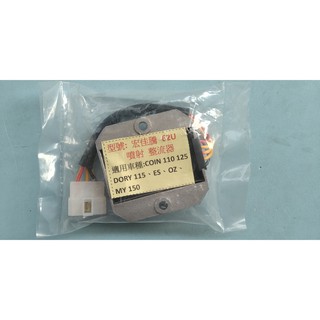 型號: 宏佳騰 CZU
噴射 整流器
適用車種:COIN 110 125
DORY 115、ES、OZ、
MY 150